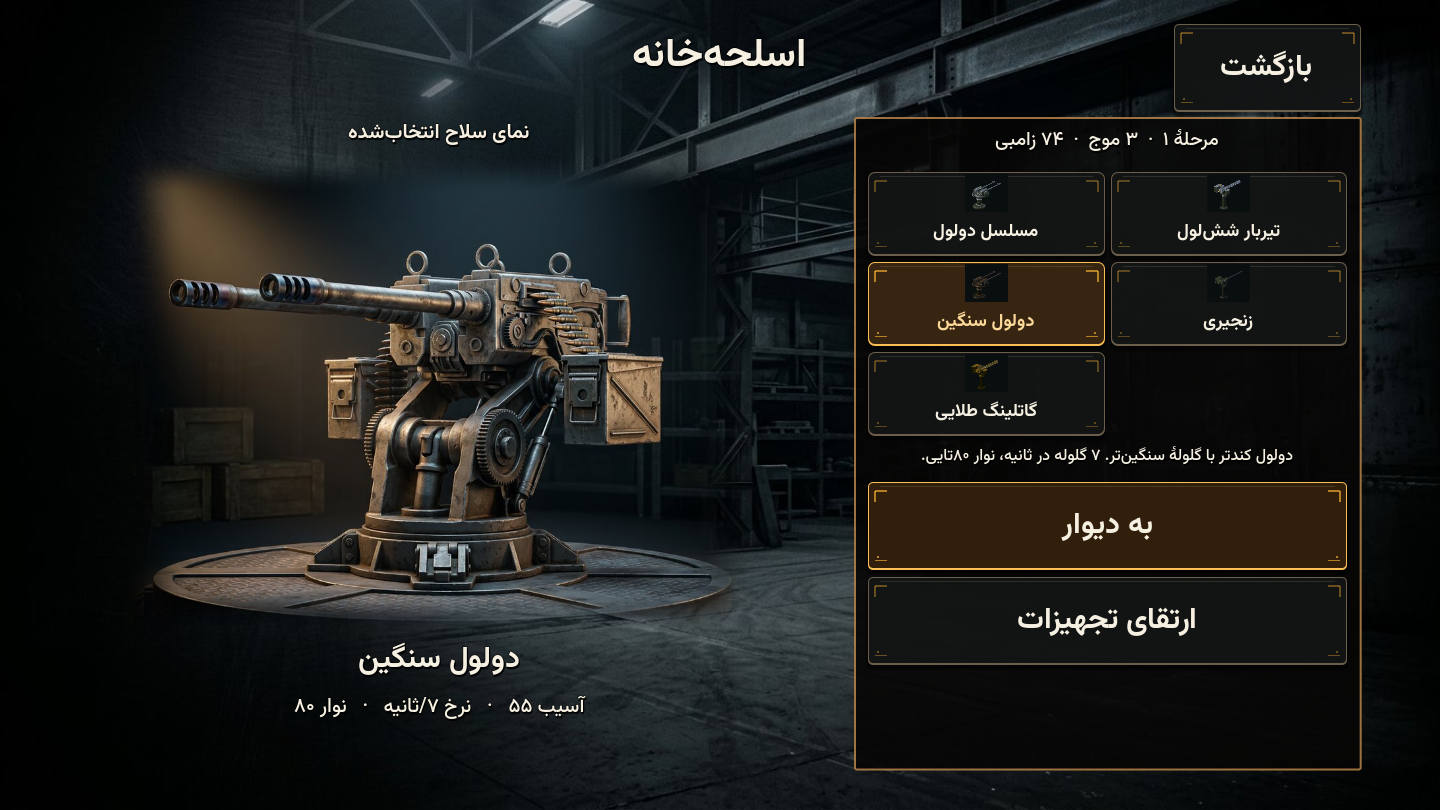 بازگشت
اسلحه‌خانه
نمای سلاح انتخاب‌شده
مرحلهٔ ۱ · ۳ موج · ۷۴ زامبی
تیربار شش‌لول
مسلسل دولول
زنجیری
دولول سنگین
گاتلینگ طلایی
دولول کندتر با گلولهٔ سنگین‌تر. ۷ گلوله در ثانیه، نوار ۸۰تایی.
به دیوار
ارتقای تجهیزات
دولول سنگین
آسیب ۵۵ · نرخ ۷/ثانیه · نوار ۸۰